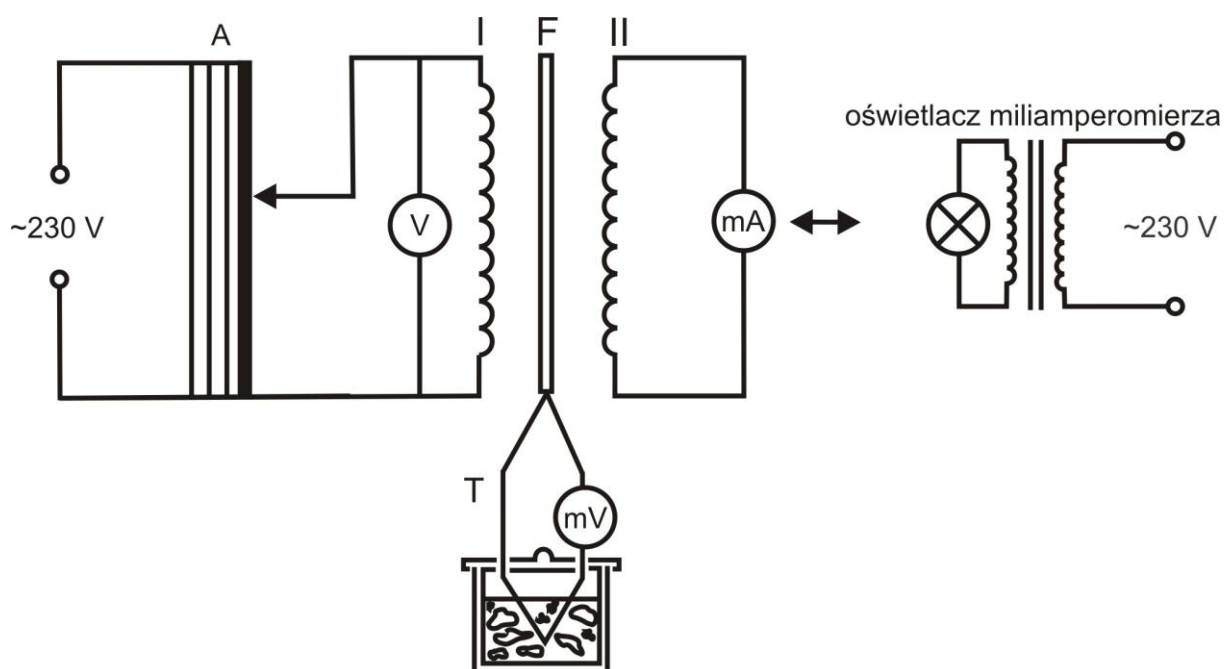 A
I F II
oświetlacz miliamperomierza
~230 V
V
mA
~230 V
T
mV